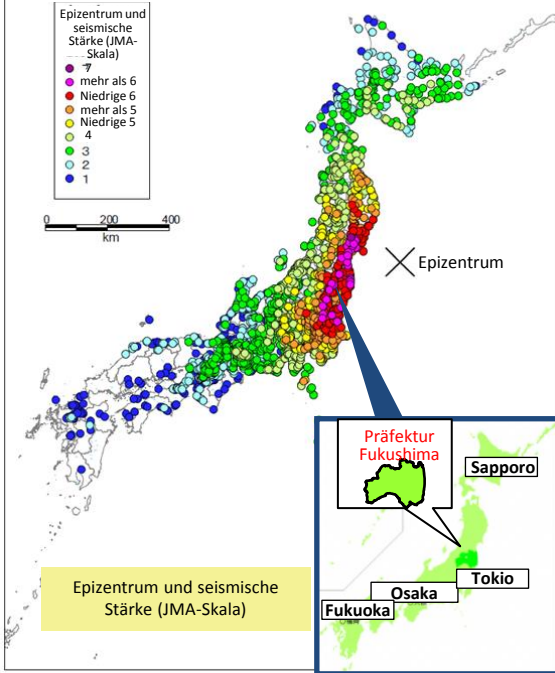 Epizentrum und
seismische
Stärke (JMA-
Skala)
7
mehr als 6
Niedrige 6
mehr als 5
Niedrige 5
4
3
2
1
0 200 400
km
Epizentrum
Präfektur
Fukushima
Sapporo
Tokio
Osaka
Fukuoka
Epizentrum und seismische
Stärke (JMA-Skala)